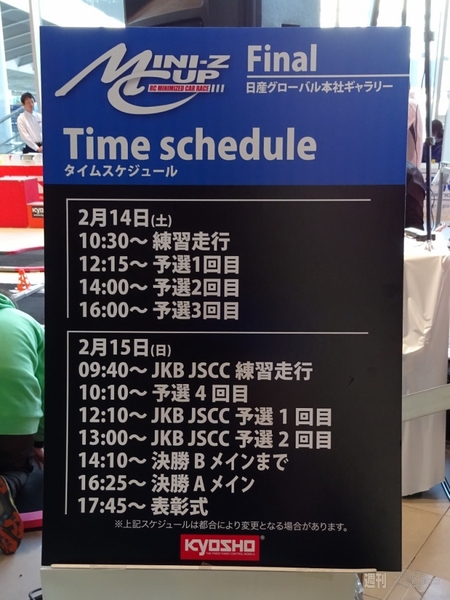 MINI-Z
CUP
RC MINIMIZED CAR RACE
Final
日産グローバル本社ギャラリー
Time schedule
タイムスケジュール
2月14日(土)
10:30～ 練習走行
12:15～ 予選1回目
14:00～ 予選2回目
16:00～ 予選3回目
2月15日(日)
09:40～ JKB JSCC 練習走行
10:10～ 予選 4 回目
12:10～ JKB JSCC 予選 1 回目
13:00～ JKB JSCC 予選 2 回目
14:10～ 決勝 B メインまで
16:25～ 決勝 A メイン
17:45～ 表彰式
※上記スケジュールは都合により変更となる場合があります。
KYOSHO
週刊